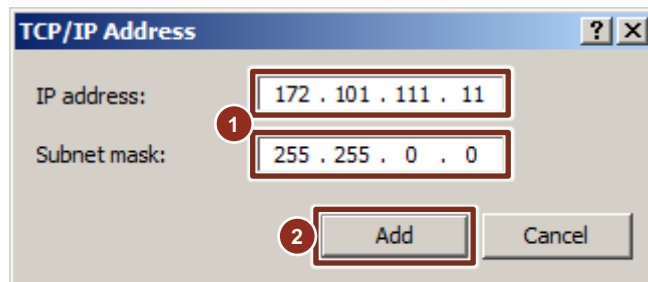 TCP/IP Address ? X
IP address: 172 . 101 . 111 . 11
1
Subnet mask: 255 . 255 . 0 . 0
2 Add Cancel